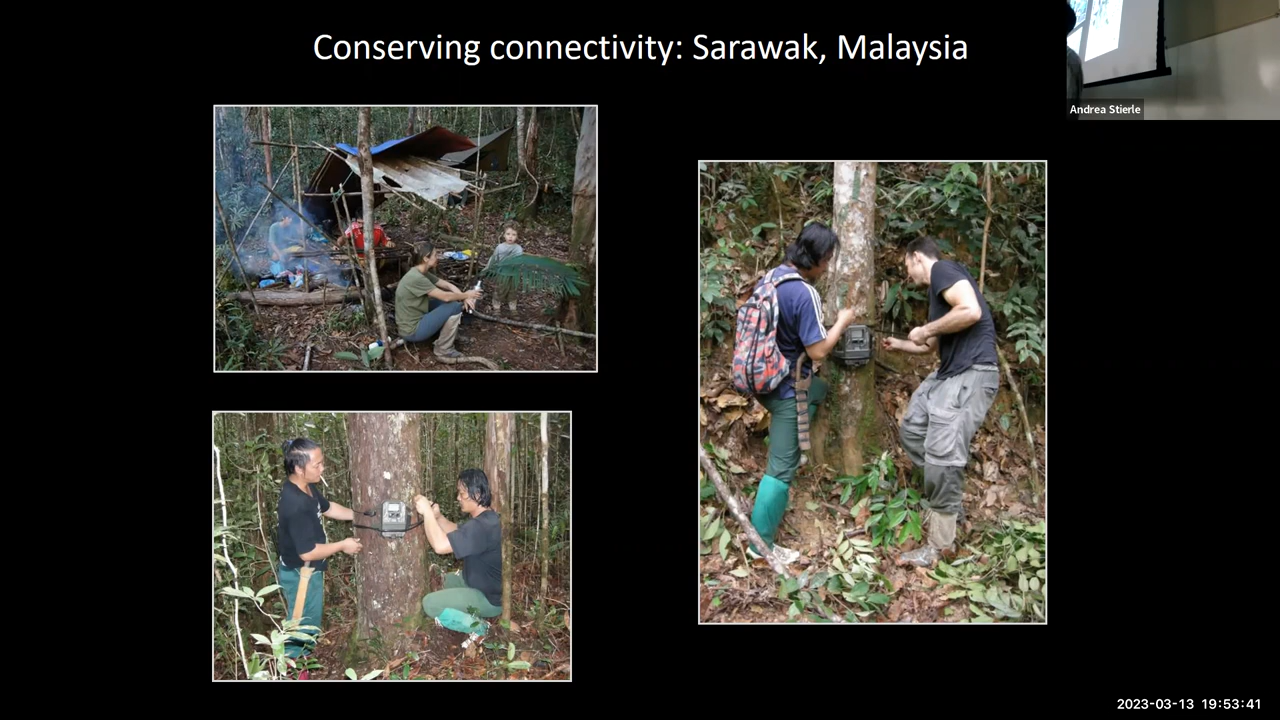 Conserving connectivity: Sarawak, Malaysia
Andrea Stierle
2023-03-13 19:53:41